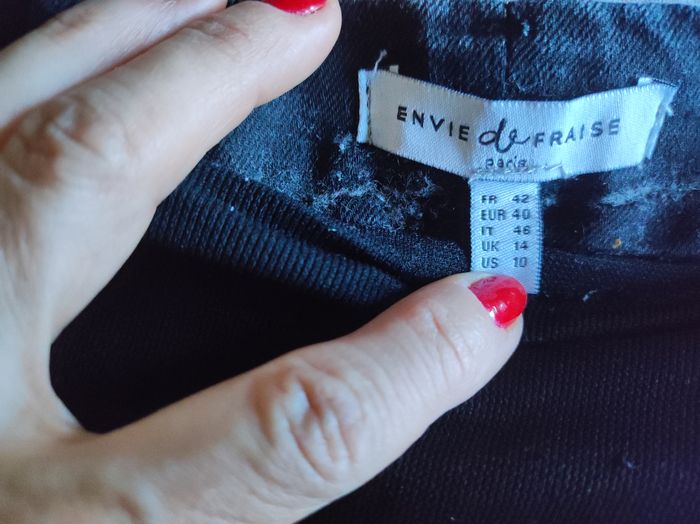 ENVIE de FRAISE
paris
FR 42
EUR 40
IT 46
UK 14
US 10